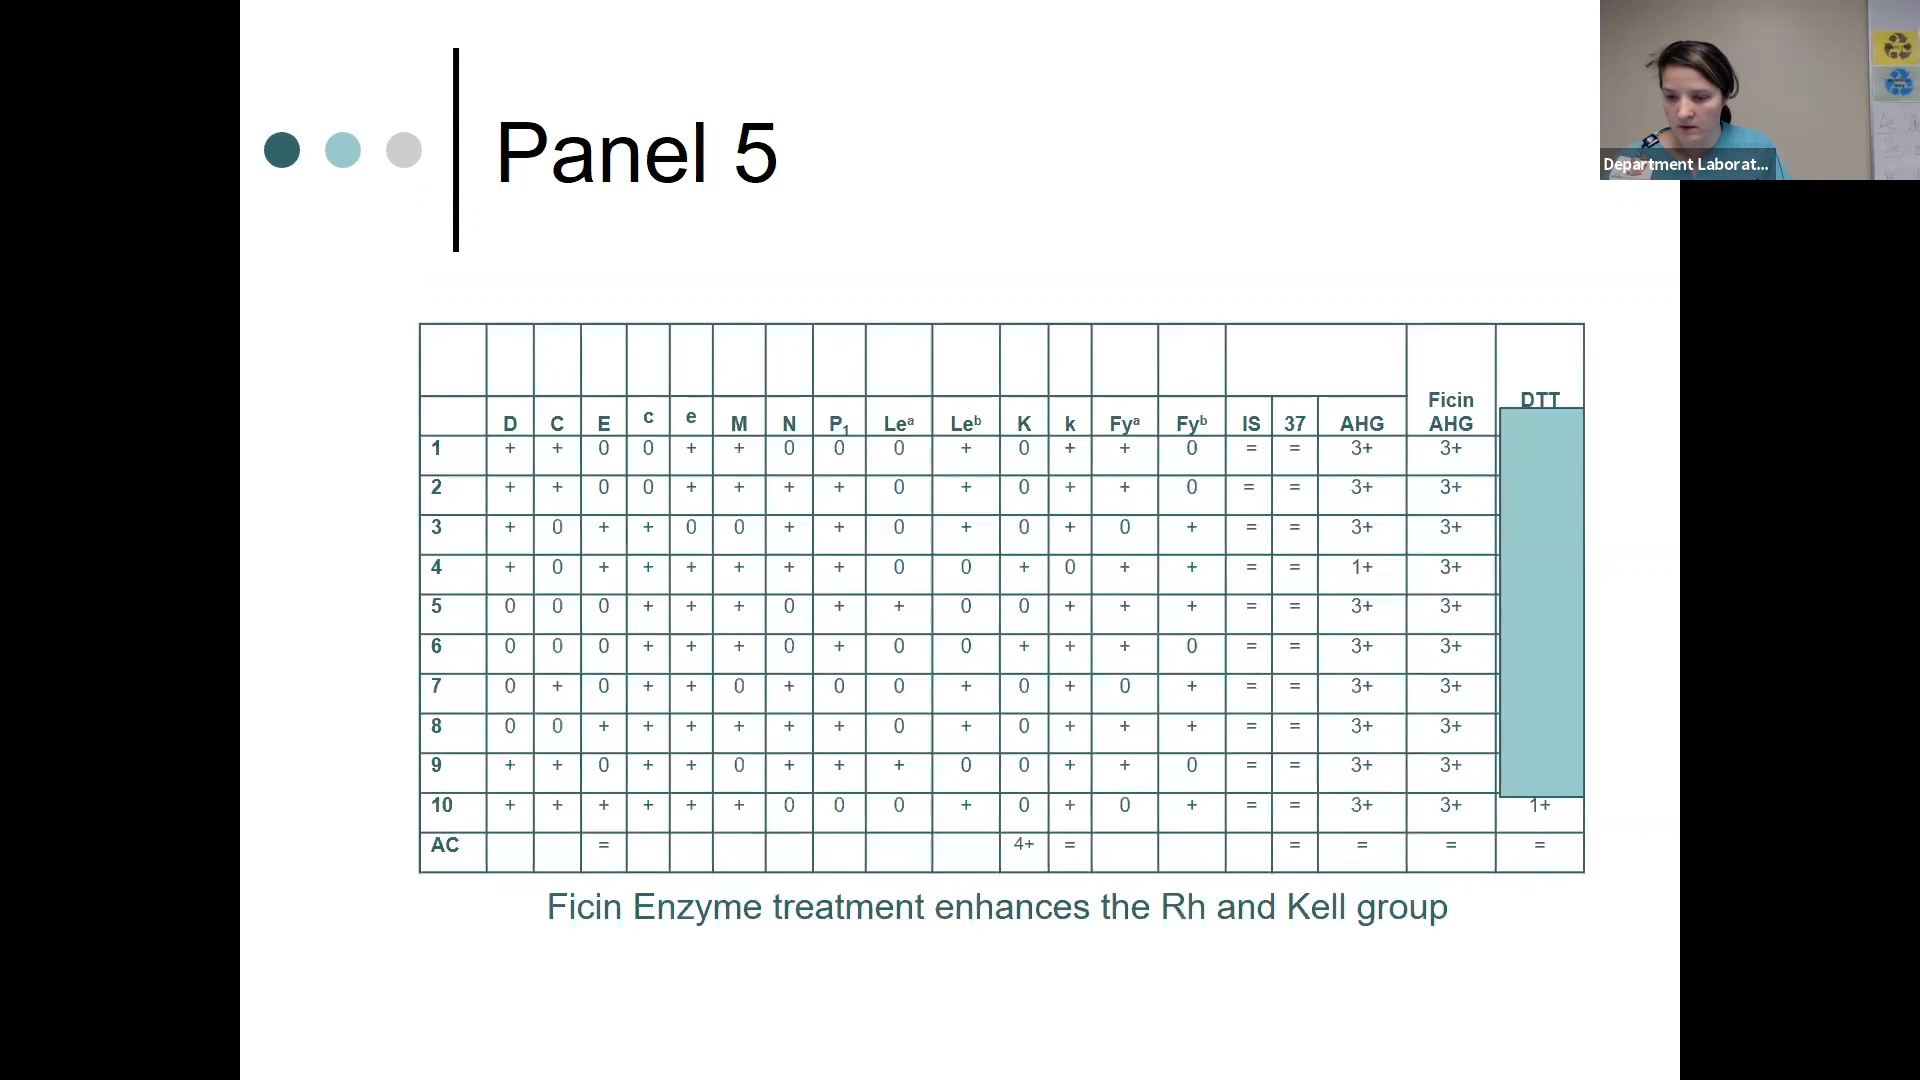 Panel 5
Department Laborat...
Ficin DTT
D C E c e M N P1 Leᵃ Leᵇ K k Fyᵃ Fyᵇ IS 37 AHG AHG
1 + + 0 0 + + 0 0 0 + 0 + + 0 = = 3+ 3+
2 + + 0 0 + + + + 0 + 0 + + 0 = = 3+ 3+
3 + 0 + + 0 0 + + 0 + 0 + 0 + = = 3+ 3+
4 + 0 + + + + + + 0 0 + 0 + + = = 1+ 3+
5 0 0 0 + + + 0 + + 0 0 + + + = = 3+ 3+
6 0 0 0 + + + 0 + 0 0 + + + 0 = = 3+ 3+
7 0 + 0 + + 0 + 0 0 + 0 + 0 + = = 3+ 3+
8 0 0 + + + + + + 0 + 0 + + + = = 3+ 3+
9 + + 0 + + 0 + + + 0 0 + + 0 = = 3+ 3+
10 + + + + + + 0 0 0 + 0 + 0 + = = 3+ 3+ 1+
AC = 4+ = = = = =
Ficin Enzyme treatment enhances the Rh and Kell group